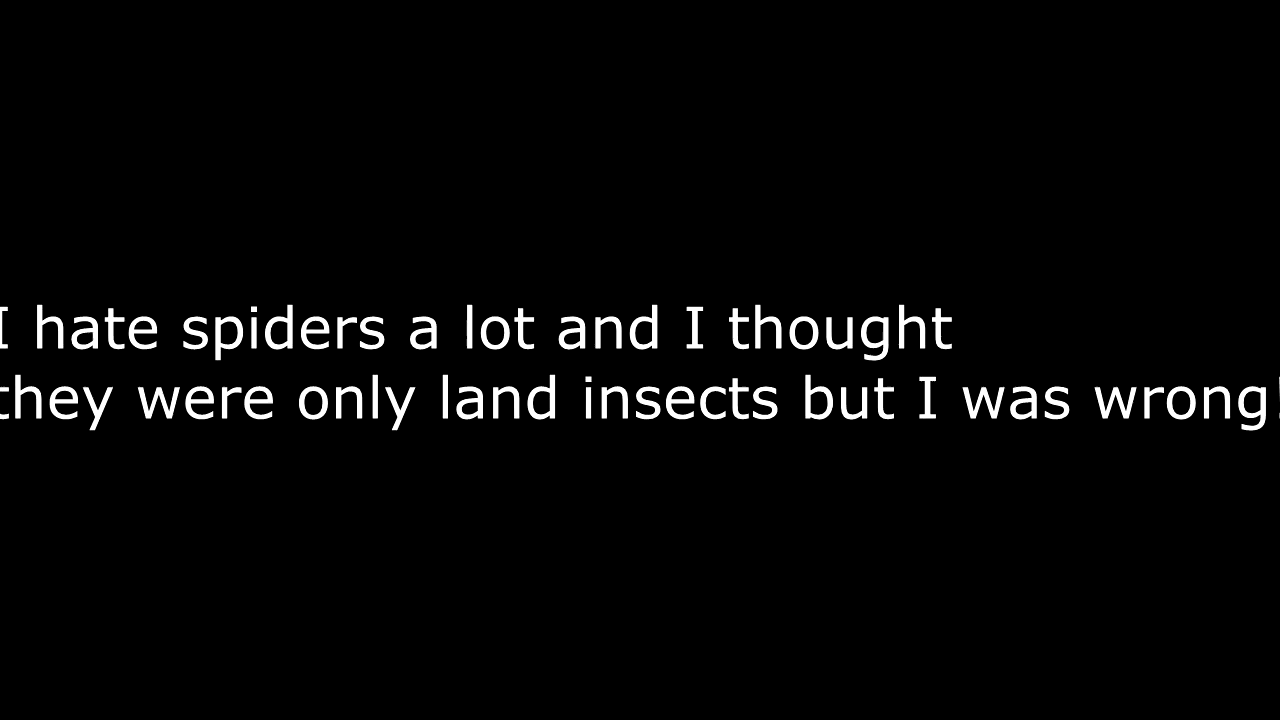 I hate spiders a lot and I thought
they were only land insects but I was wrong!